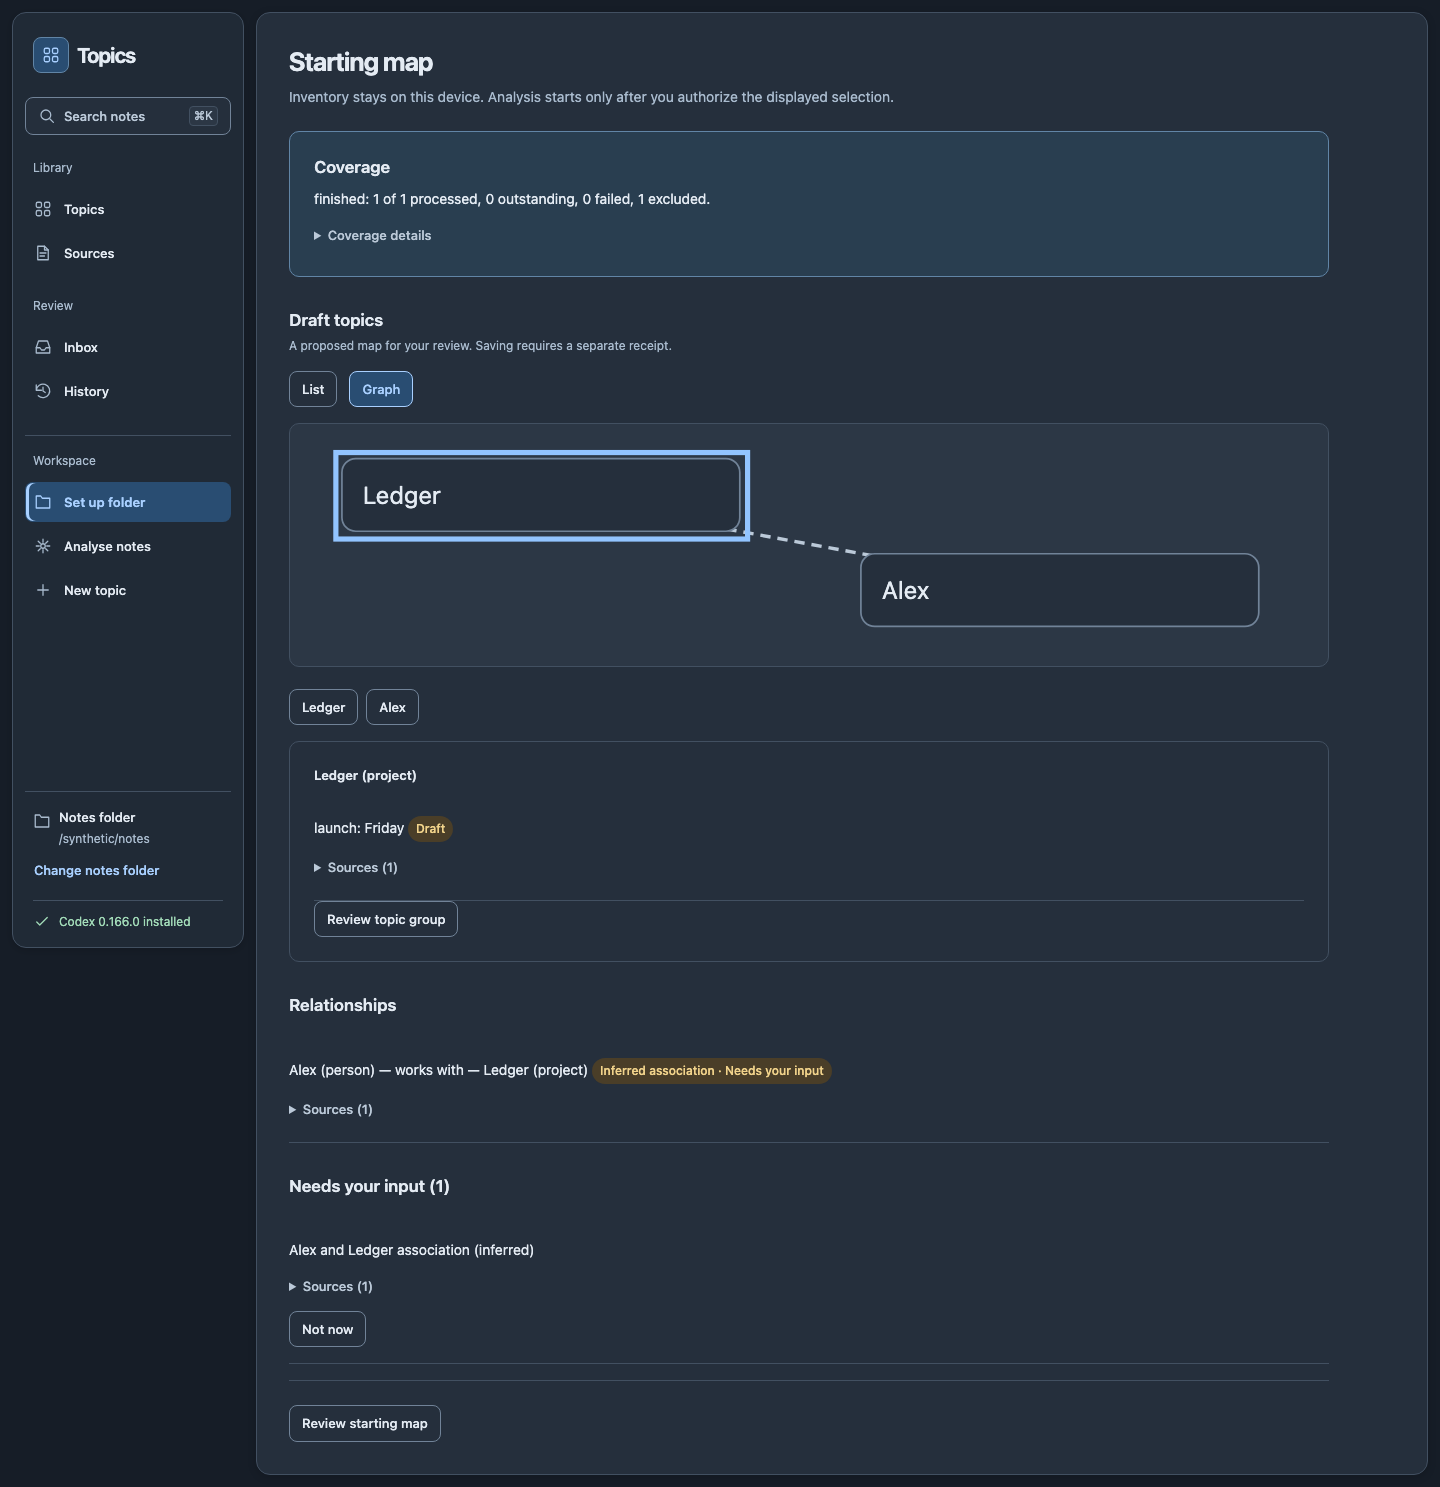 Topics
Search notes ⌘K
Library
Topics
Sources
Review
Inbox
History
Workspace
Set up folder
Analyse notes
New topic
Notes folder
/synthetic/notes
Change notes folder
Codex 0.166.0 installed
Starting map
Inventory stays on this device. Analysis starts only after you authorize the displayed selection.
Coverage
finished: 1 of 1 processed, 0 outstanding, 0 failed, 1 excluded.
Coverage details
Draft topics
A proposed map for your review. Saving requires a separate receipt.
List Graph
Ledger
Alex
Ledger Alex
Ledger (project)
launch: Friday Draft
Sources (1)
Review topic group
Relationships
Alex (person) — works with — Ledger (project) Inferred association · Needs your input
Sources (1)
Needs your input (1)
Alex and Ledger association (inferred)
Sources (1)
Not now
Review starting map